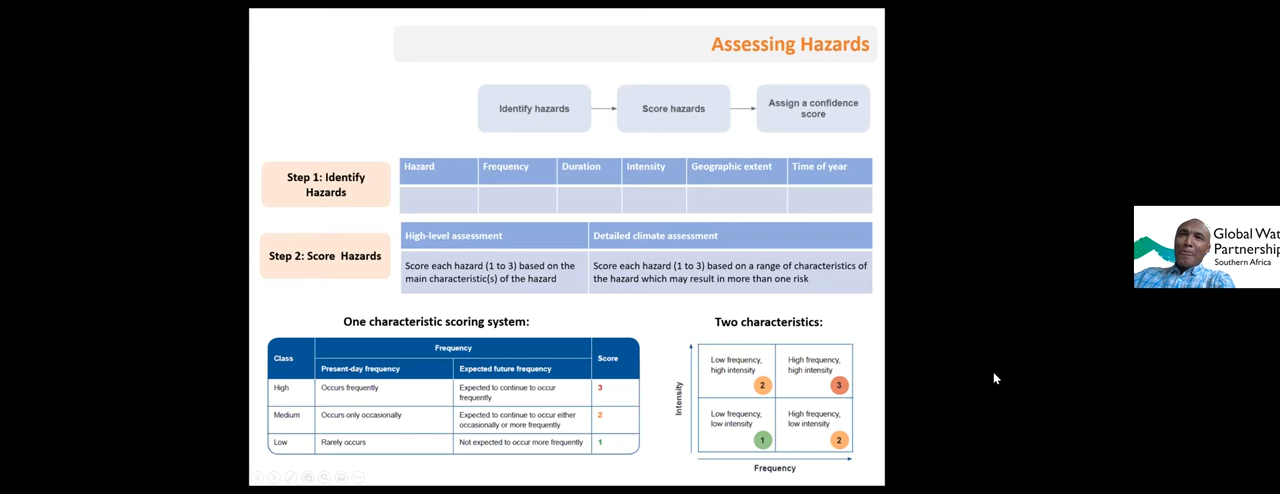 Assessing Hazards
Identify hazards
Score hazards
Assign a confidence
score
Step 1: Identify
Hazards
Hazard Frequency Duration Intensity Geographic extent Time of year
Step 2: Score Hazards
High-level assessment
Detailed climate assessment
Score each hazard (1 to 3) based on the
main characteristic(s) of the hazard
Score each hazard (1 to 3) based on a range of characteristics of
the hazard which may result in more than one risk
One characteristic scoring system:
Class
Frequency
Score
Present-day frequency
Expected future frequency
High
Occurs frequently
Expected to continue to occur
frequently
3
Medium
Occurs only occasionally
Expected to continue to occur either
occasionally or more frequently
2
Low
Rarely occurs
Not expected to occur more frequently
1
Two characteristics:
Intensity
Low frequency,
high intensity
2
High frequency,
high intensity
3
Low frequency,
low intensity
1
High frequency,
low intensity
2
Frequency
Global Wat
Partnership
Southern Africa